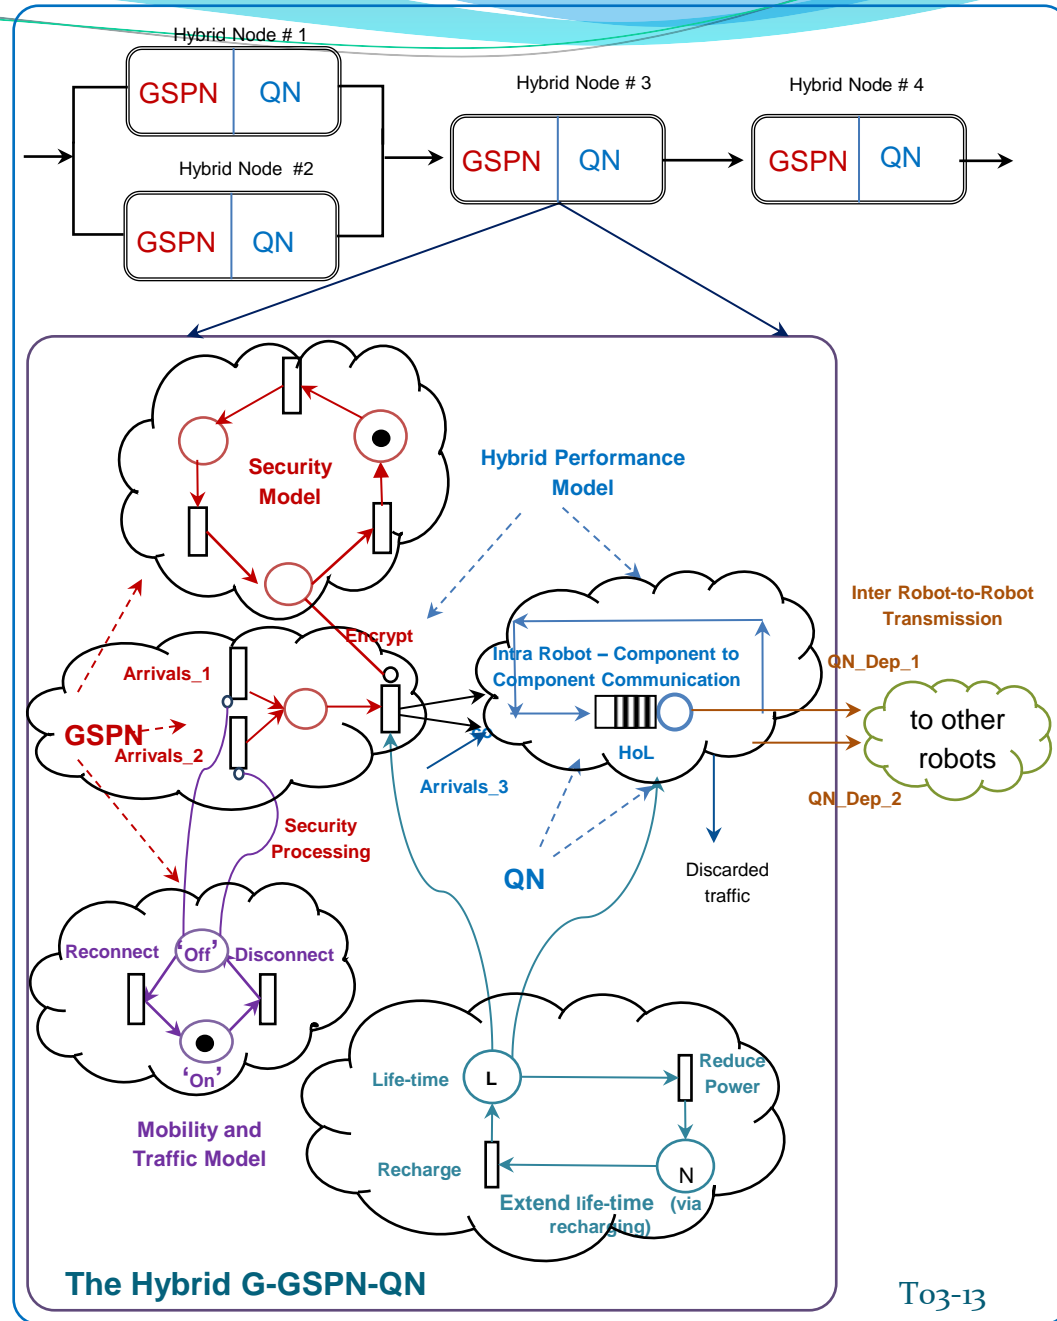 Hybrid Node # 1
GSPN QN
Hybrid Node #2
GSPN QN
Hybrid Node # 3
GSPN QN
Hybrid Node # 4
GSPN QN
Security
Model
Hybrid Performance
Model
Encrypt
Arrivals_1
GSPN
Arrivals_2
Intra Robot – Component to
Component Communication
HoL
Arrivals_3
Inter Robot-to-Robot
Transmission
QN_Dep_1
to other
robots
QN_Dep_2
Security
Processing
QN
Discarded
traffic
Reconnect
‘Off’
Disconnect
‘On’
Mobility and
Traffic Model
Life-time
L
Reduce
Power
Recharge
N
Extend life-time (via
recharging)
The Hybrid G-GSPN-QN
T03-13